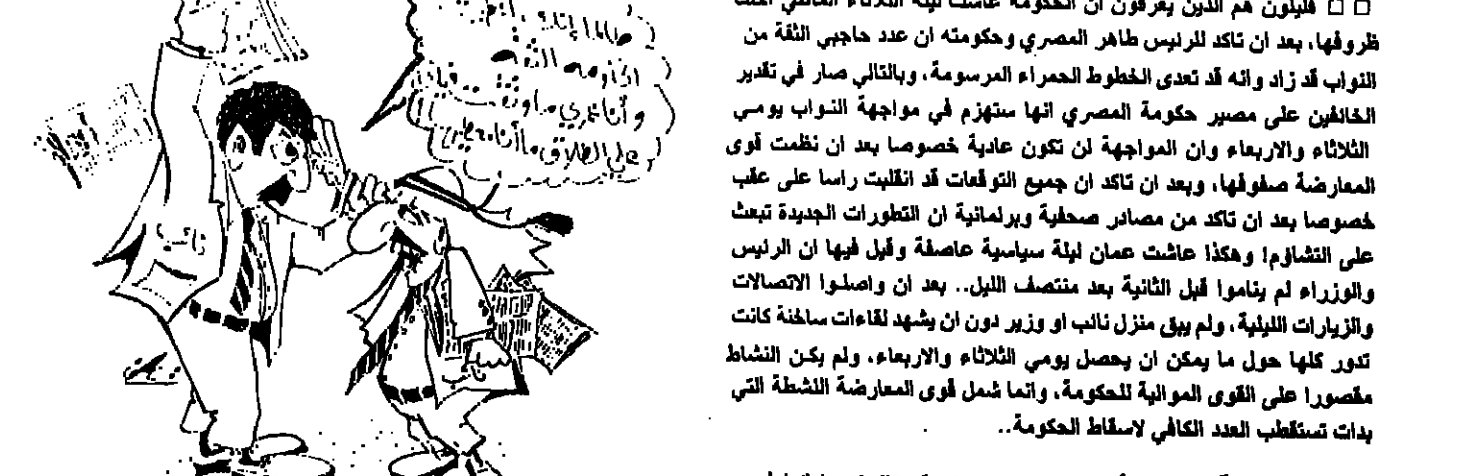 □ □ قليلون هم الذين يعرفون ان الحكومة عاشت ليلة الثلاثاء الماضي
ظروفها، بعد ان تاكد للرئيس طاهر المصري وحكومته ان عدد حاجبي الثقة من
النواب قد زاد وانه قد تعدى الخطوط الحمراء المرسومة، وبالتالي صار في تقدير
الخائفين على مصير حكومة المصري انها ستهزم في مواجهة النواب يومي
الثلاثاء والاربعاء وان المواجهة لن تكون عادية خصوصا بعد ان نظمت قوى
المعارضة صفوفها، وبعد ان تاكد ان جميع التوقعات قد انقلبت راسا على عقب
خصوصا بعد ان تاكد من مصادر صحفية وبرلمانية ان التطورات الجديدة تبعث
على التشاؤم! وهكذا عاشت عمان ليلة سياسية عاصفة وقيل فيها ان الرئيس
والوزراء لم يناموا قبل الثانية بعد منتصف الليل.. بعد ان واصلوا الاتصالات
والزيارات الليلية، ولم يبق منزل نائب او وزير دون ان يشهد لقاءات ساخنة كانت
تدور كلها حول ما يمكن ان يحصل يومي الثلاثاء والاربعاء، ولم يكن النشاط
مقصورا على القوى الموالية للحكومة، وانما شمل قوى المعارضة النشطة التي
بدات تستقطب العدد الكافي لاسقاط الحكومة..
الثقة
علي الطلاق ما أنا
نائب
نائب